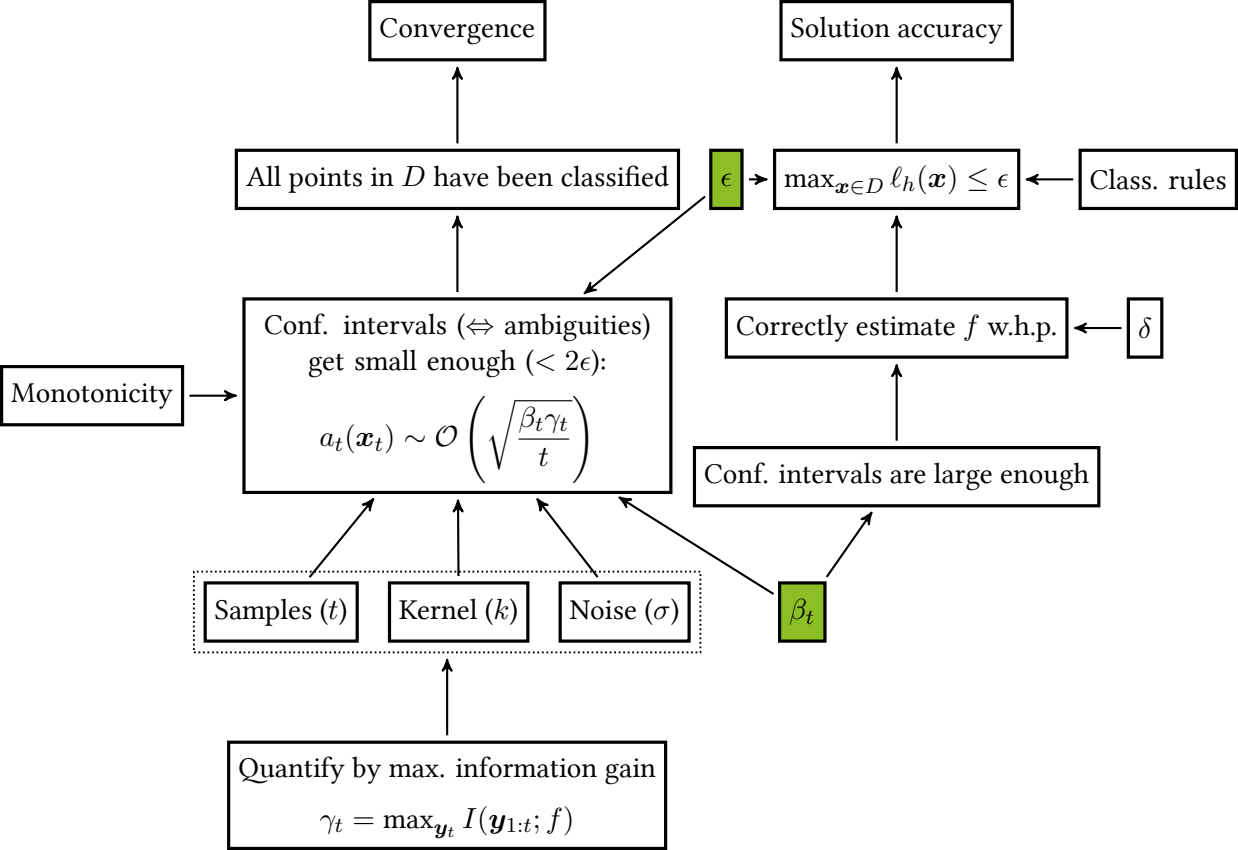 Convergence
Solution accuracy
All points in D have been classified
ϵ
max_{𝒙∈D} ℓ_h(𝒙) ≤ ϵ
Class. rules
Conf. intervals (⇔ ambiguities)
get small enough (< 2ϵ):
a_t(𝒙_t) ∼ 𝒪(√(β_tγ_t/t))
Correctly estimate f w.h.p.
δ
Monotonicity
Conf. intervals are large enough
Samples (t)
Kernel (k)
Noise (σ)
β_t
Quantify by max. information gain
γ_t = max_{𝒚_t} I(𝒚_{1:t}; f)